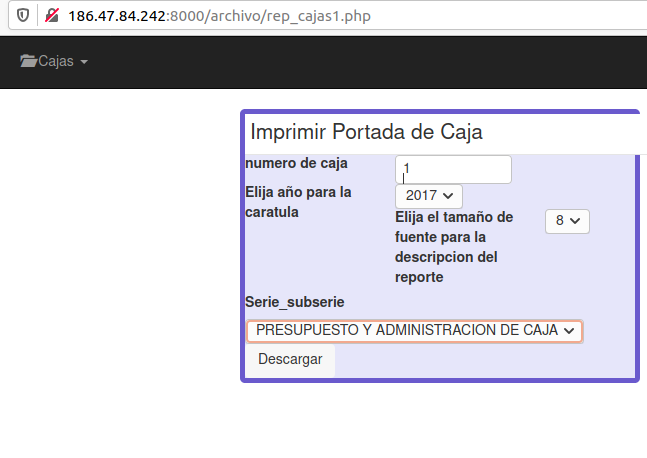 186.47.84.242:8000/archivo/rep_cajas1.php
Cajas
Imprimir Portada de Caja
numero de caja
1
Elija año para la
caratula
2017
Elija el tamaño de
fuente para la
descripcion del
reporte
8
Serie_subserie
PRESUPUESTO Y ADMINISTRACION DE CAJA
Descargar